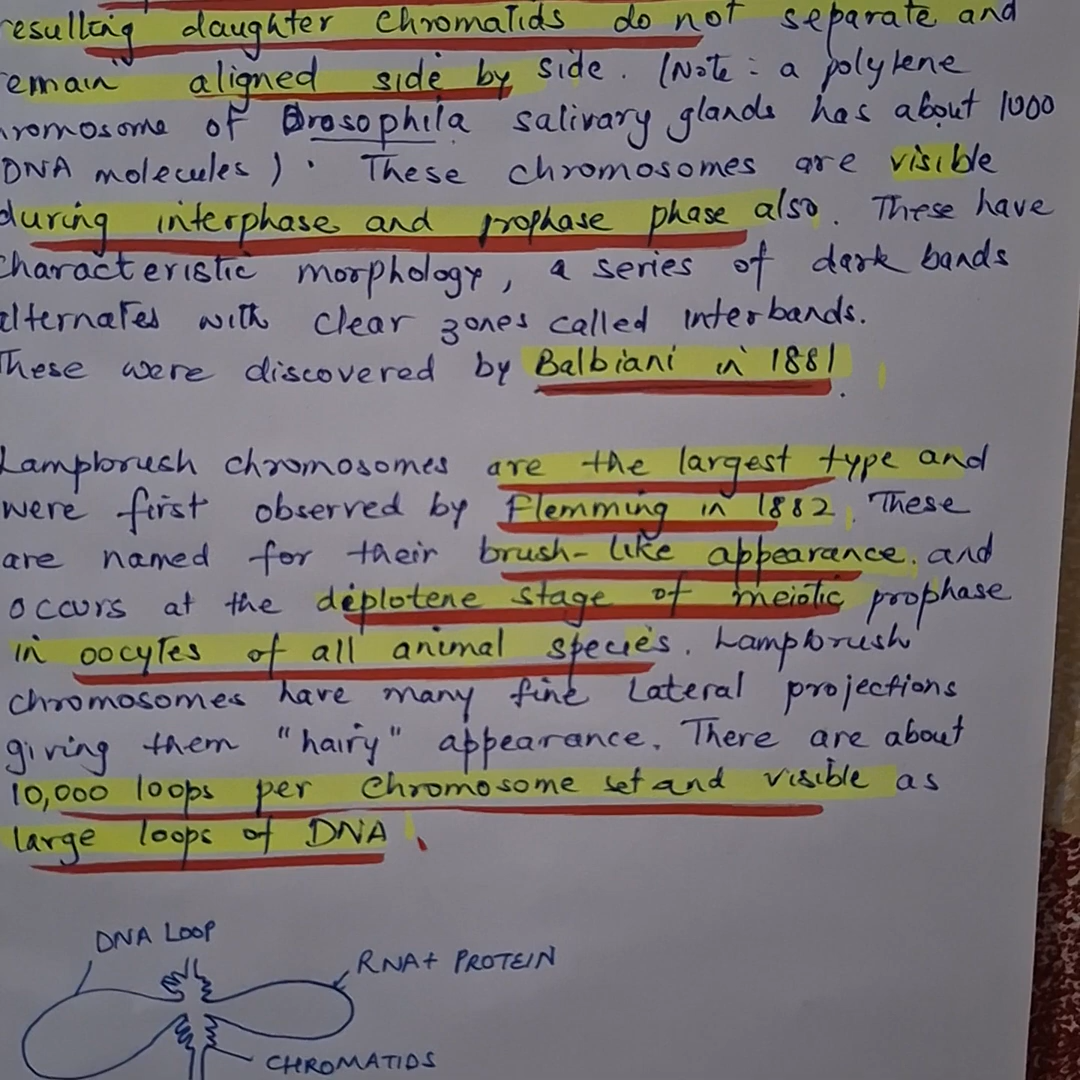 esulting daughter chromatids do not separate and
emain aligned side by side. (Note : a polytene
hromosome of Drosophila salivary glands has about 1000
DNA molecules). These chromosomes are visible
during interphase and prophase phase also. These have
characteristic morphology, a series of dark bands
alternates with clear zones called interbands.
These were discovered by Balbiani in 1881.
Lampbrush chromosomes are the largest type and
were first observed by Flemming in 1882. These
are named for their brush-like appearance. and
occurs at the deplotene stage of meiotic prophase
in oocytes of all animal species. Lampbrush
chromosomes have many fine lateral projections
giving them "hairy" appearance. There are about
10,000 loops per chromosome set and visible as
large loops of DNA.
DNA LOOP
RNA+ PROTEIN
CHROMATIDS